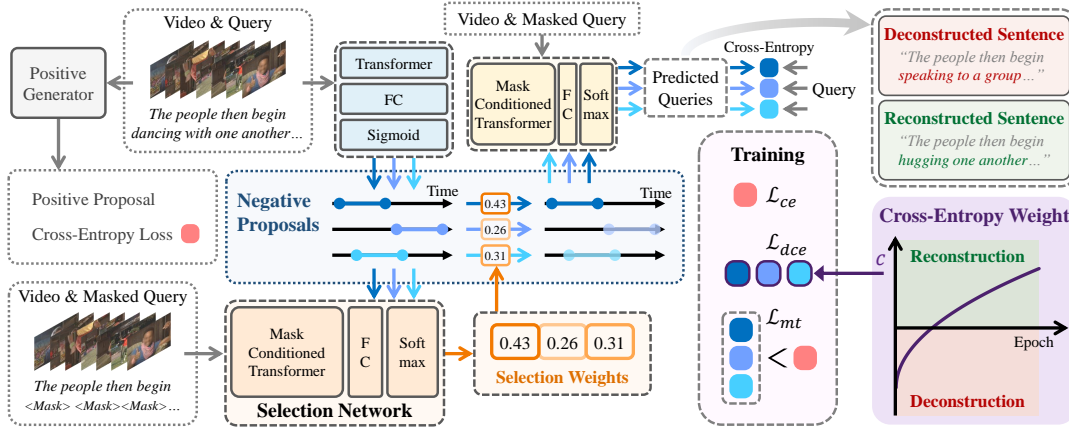 Video & Query
The people then begin
dancing with one another…
Positive
Generator
Positive Proposal
Cross-Entropy Loss
Transformer
FC
Sigmoid
Video & Masked Query
Mask
Conditioned
Transformer
F
C
Soft
max
Predicted
Queries
Cross-Entropy
Query
Deconstructed Sentence
“The people then begin
speaking to a group…”
Reconstructed Sentence
“The people then begin
hugging one another…”
Negative
Proposals
Time
0.43
0.26
0.31
Time
Video & Masked Query
The people then begin
<Mask> <Mask><Mask>…
Mask
Conditioned
Transformer
F
C
Soft
max
Selection Network
0.43 0.26 0.31
Selection Weights
Training
ℒce
ℒdce
ℒmt
<
Cross-Entropy Weight
c
Reconstruction
Epoch
Deconstruction